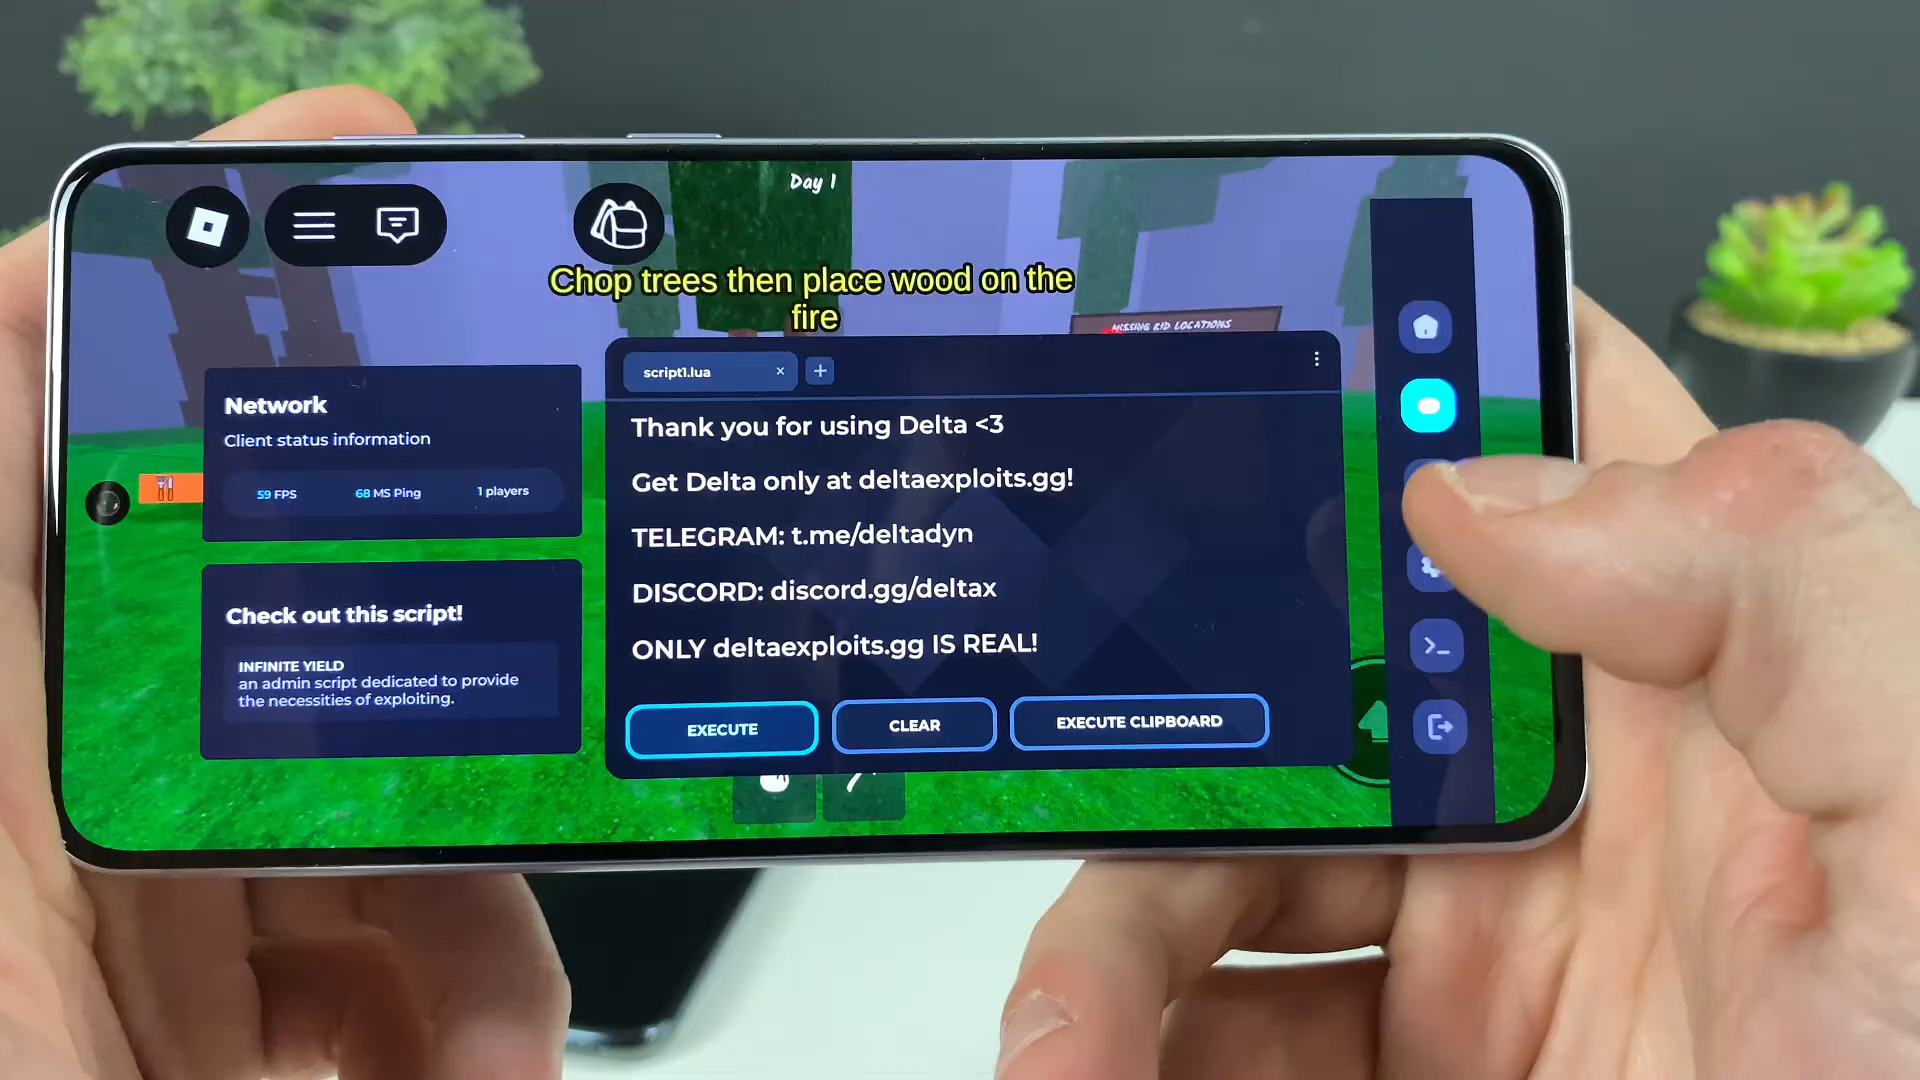 Day 1
Chop trees then place wood on the
fire
MISSING KID LOCATIONS
Network
Client status information
59 FPS
68 MS Ping
1 players
Check out this script!
INFINITE YIELD
an admin script dedicated to provide
the necessities of exploiting.
script1.lua
×
+
Thank you for using Delta <3
Get Delta only at deltaexploits.gg!
TELEGRAM: t.me/deltadyn
DISCORD: discord.gg/deltax
ONLY deltaexploits.gg IS REAL!
EXECUTE
CLEAR
EXECUTE CLIPBOARD